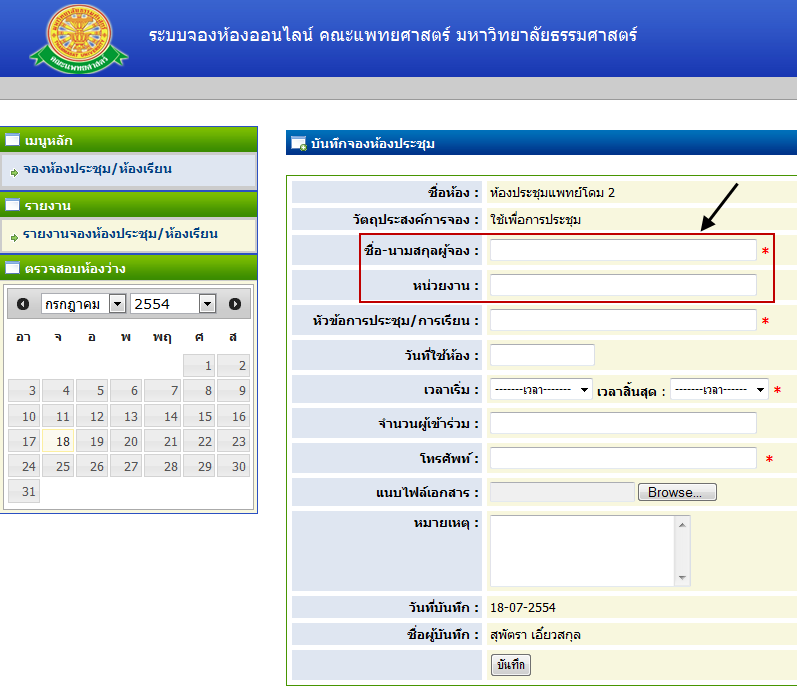 ระบบจองห้องออนไลน์ คณะแพทยศาสตร์ มหาวิทยาลัยธรรมศาสตร์
คณะแพทยศาสตร์
เมนูหลัก
จองห้องประชุม/ห้องเรียน
รายงาน
รายงานจองห้องประชุม/ห้องเรียน
ตรวจสอบห้องว่าง
กรกฎาคม 2554
อา จ อ พ พฤ ศ ส
1 2
3 4 5 6 7 8 9
10 11 12 13 14 15 16
17 18 19 20 21 22 23
24 25 26 27 28 29 30
31
บันทึกจองห้องประชุม
ชื่อห้อง : ห้องประชุมแพทย์โดม 2
วัตถุประสงค์การจอง : ใช้เพื่อการประชุม
ชื่อ-นามสกุลผู้จอง : *
หน่วยงาน :
หัวข้อการประชุม/การเรียน : *
วันที่ใช้ห้อง :
เวลาเริ่ม : -------เวลา------- เวลาสิ้นสุด : -------เวลา------ *
จำนวนผู้เข้าร่วม :
โทรศัพท์ : *
แนบไฟล์เอกสาร : Browse...
หมายเหตุ :
วันที่บันทึก : 18-07-2554
ชื่อผู้บันทึก : สุพัตรา เอี่ยวสกุล
บันทึก